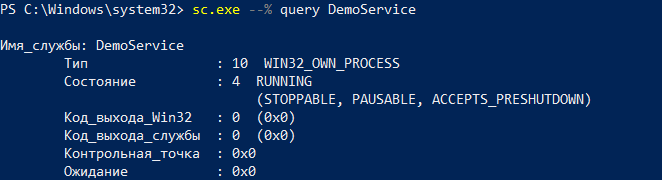 PS C:\Windows\system32> sc.exe --% query DemoService
Имя_службы: DemoService
Тип : 10 WIN32_OWN_PROCESS
Состояние : 4 RUNNING
(STOPPABLE, PAUSABLE, ACCEPTS_PRESHUTDOWN)
Код_выхода_Win32 : 0 (0x0)
Код_выхода_службы : 0 (0x0)
Контрольная_точка : 0x0
Ожидание : 0x0